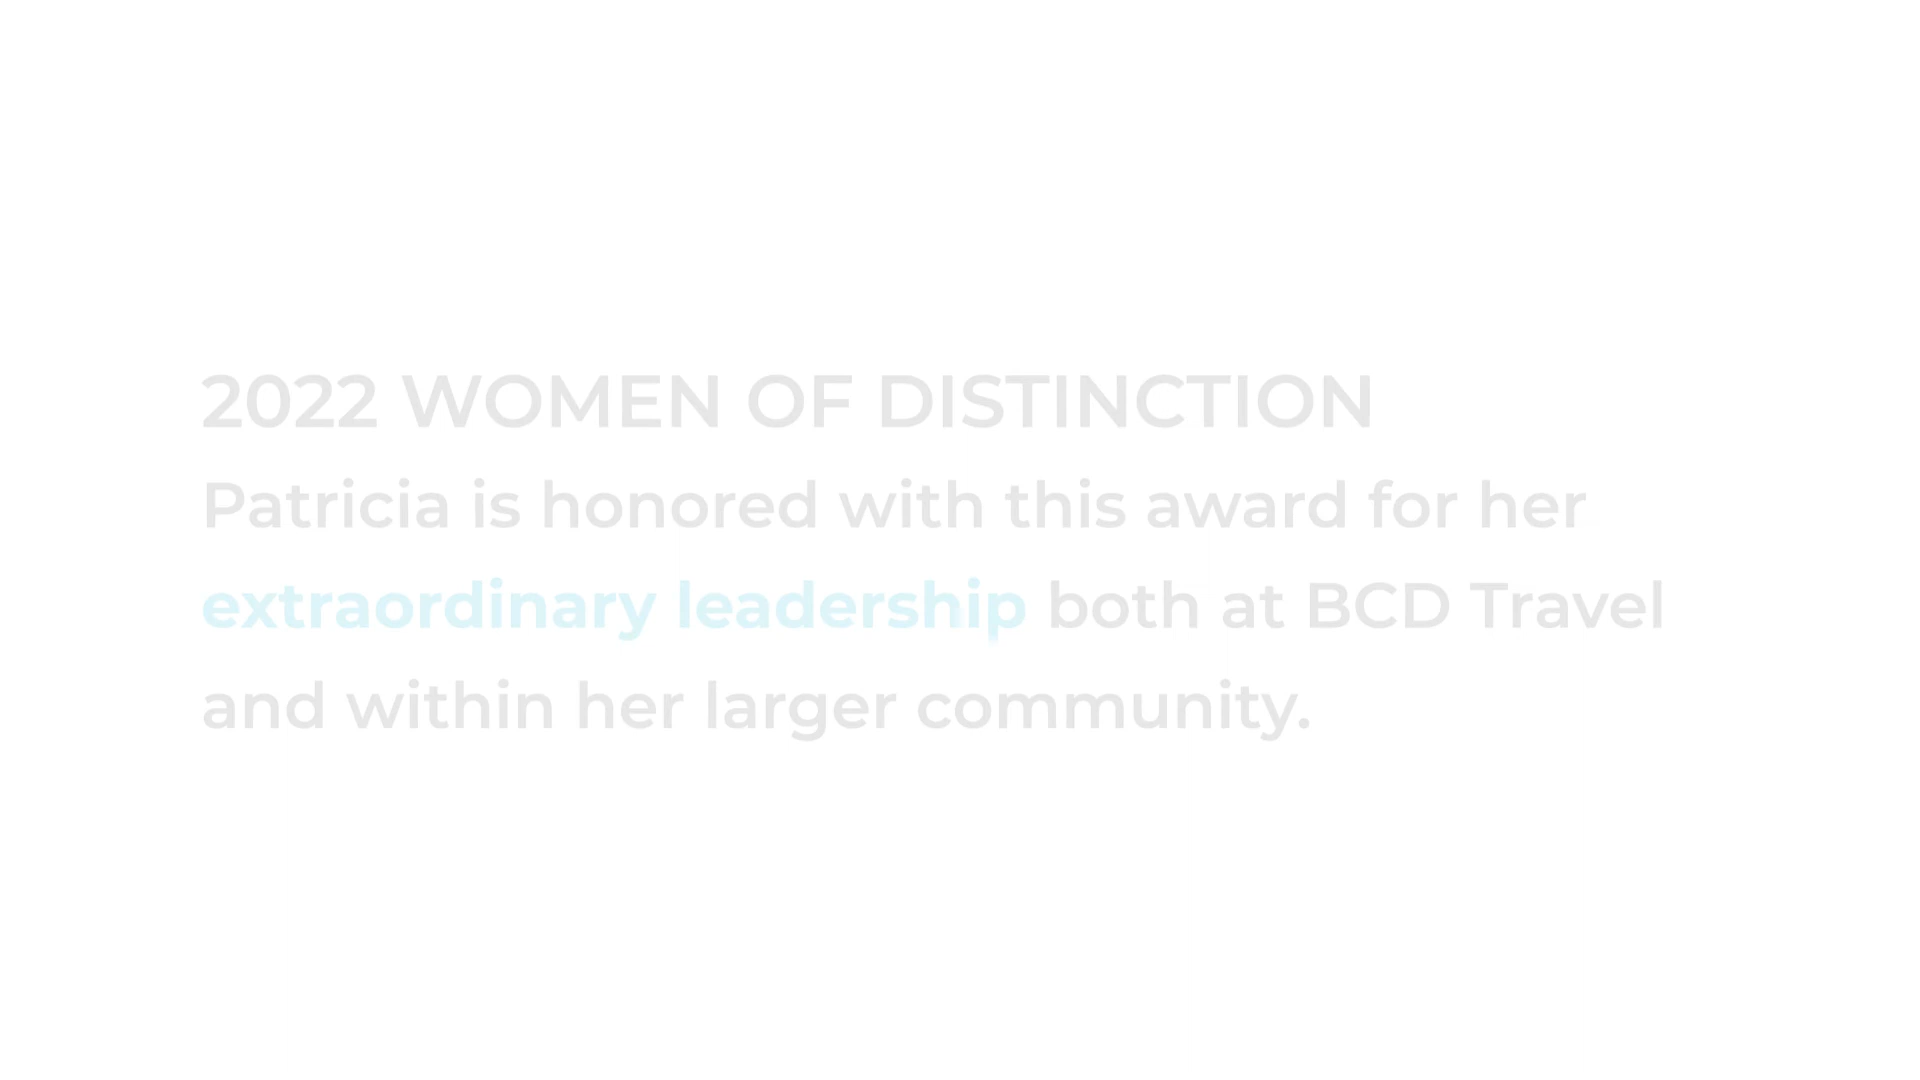 2022 WOMEN OF DISTINCTION
Patricia is honored with this award for her
extraordinary leadership both at BCD Travel
and within her larger community.